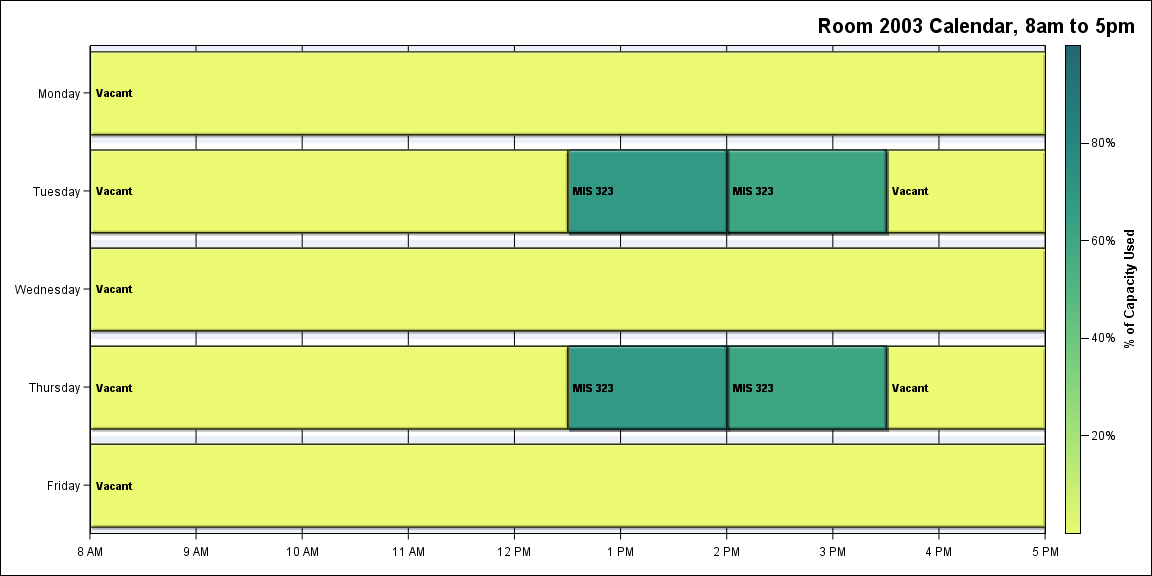 Room 2003 Calendar, 8am to 5pm
Monday
Vacant
Tuesday
Vacant
MIS 323
MIS 323
Vacant
Wednesday
Vacant
Thursday
Vacant
MIS 323
MIS 323
Vacant
Friday
Vacant
8 AM
9 AM
10 AM
11 AM
12 PM
1 PM
2 PM
3 PM
4 PM
5 PM
80%
60%
40%
20%
% of Capacity Used